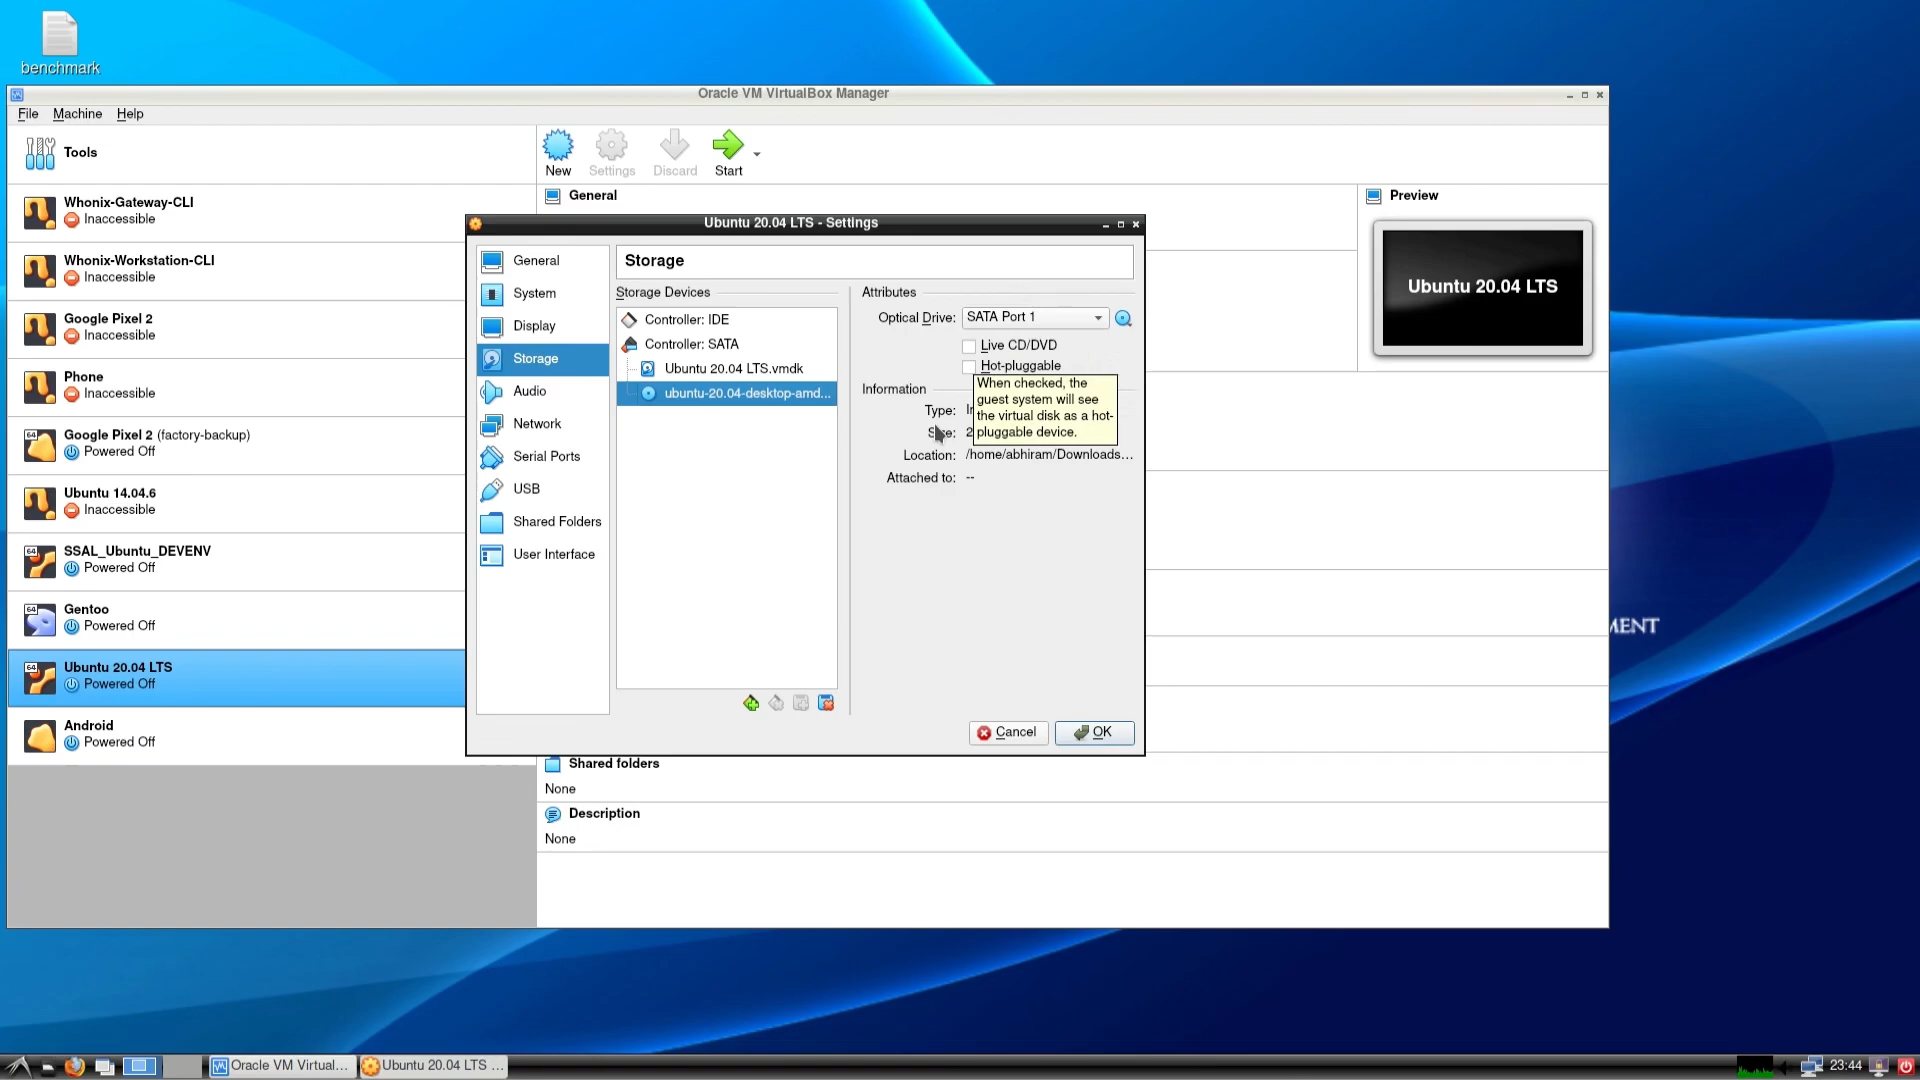 benchmark
Oracle VM VirtualBox Manager
File Machine Help
Tools
New
Settings
Discard
Start
Whonix-Gateway-CLI
Inaccessible
Whonix-Workstation-CLI
Inaccessible
Google Pixel 2
Inaccessible
Phone
Inaccessible
64
Google Pixel 2 (factory-backup)
Powered Off
Ubuntu 14.04.6
Inaccessible
64
SSAL_Ubuntu_DEVENV
Powered Off
64
Gentoo
Powered Off
64
Ubuntu 20.04 LTS
Powered Off
Android
Powered Off
General
Preview
Ubuntu 20.04 LTS
Ubuntu 20.04 LTS - Settings
General
System
Display
Storage
Audio
Network
Serial Ports
USB
Shared Folders
User Interface
Storage
Storage Devices
Controller: IDE
Controller: SATA
Ubuntu 20.04 LTS.vmdk
ubuntu-20.04-desktop-amd...
Attributes
Optical Drive: SATA Port 1
Live CD/DVD
Hot-pluggable
When checked, the
guest system will see
the virtual disk as a hot-
pluggable device.
Information
Type:
2
Location: /home/abhiram/Downloads...
Attached to: --
Cancel
OK
Shared folders
None
Description
None
MENT
Oracle VM Virtual...
Ubuntu 20.04 LTS ...
23:44